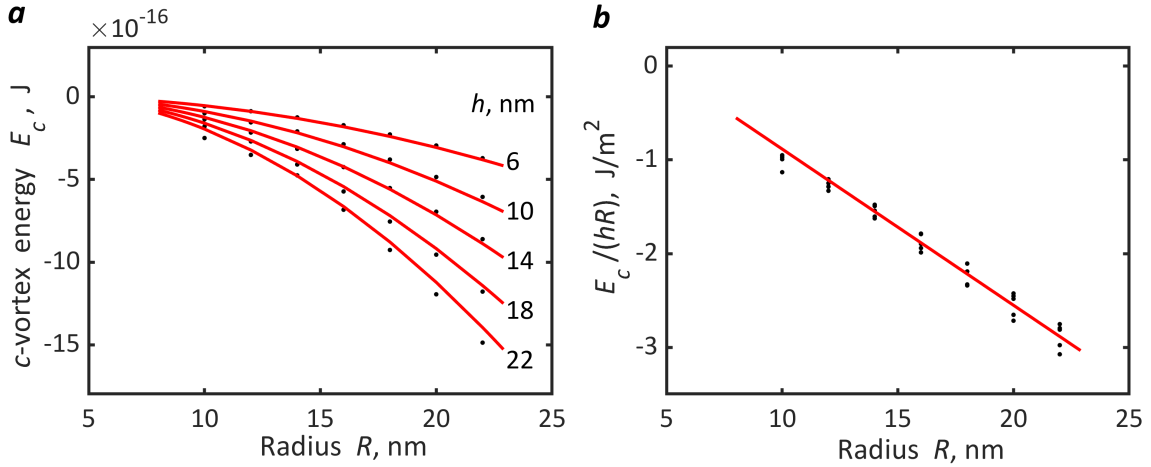 a
×10⁻¹⁶
c-vortex energy E_c, J
0
-5
-10
-15
h, nm
6
10
14
18
22
5 10 15 20 25
Radius R, nm
b
E_c/(hR), J/m²
0
-1
-2
-3
5 10 15 20 25
Radius R, nm